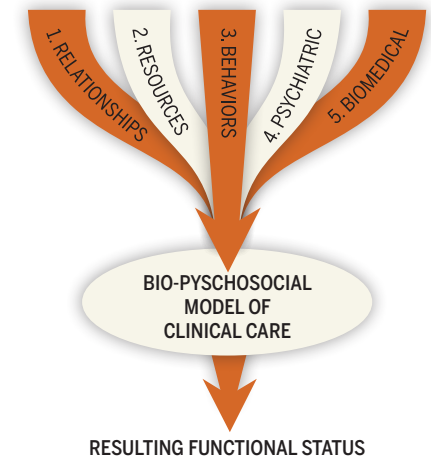 1. RELATIONSHIPS
2. RESOURCES
3. BEHAVIORS
4. PSYCHIATRIC
5. BIOMEDICAL
BIO-PYSCHOSOCIAL
MODEL OF
CLINICAL CARE
RESULTING FUNCTIONAL STATUS